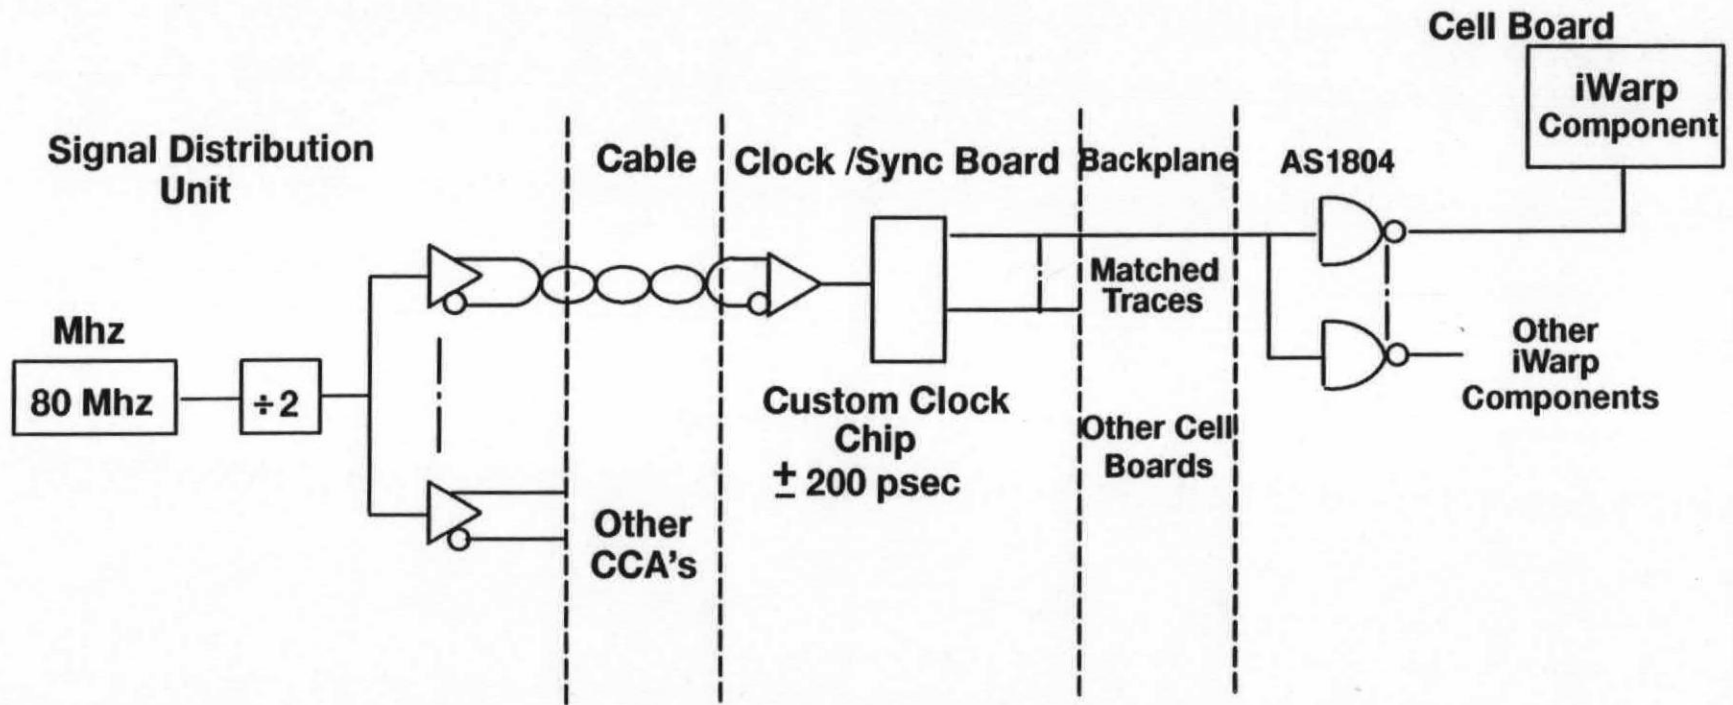 Cell Board
iWarp
Component
Signal Distribution
Unit
Cable
Clock /Sync Board
Backplane
AS1804
Matched
Traces
Mhz
80 Mhz
÷2
Custom Clock
Chip
± 200 psec
Other Cell
Boards
Other
iWarp
Components
Other
CCA's